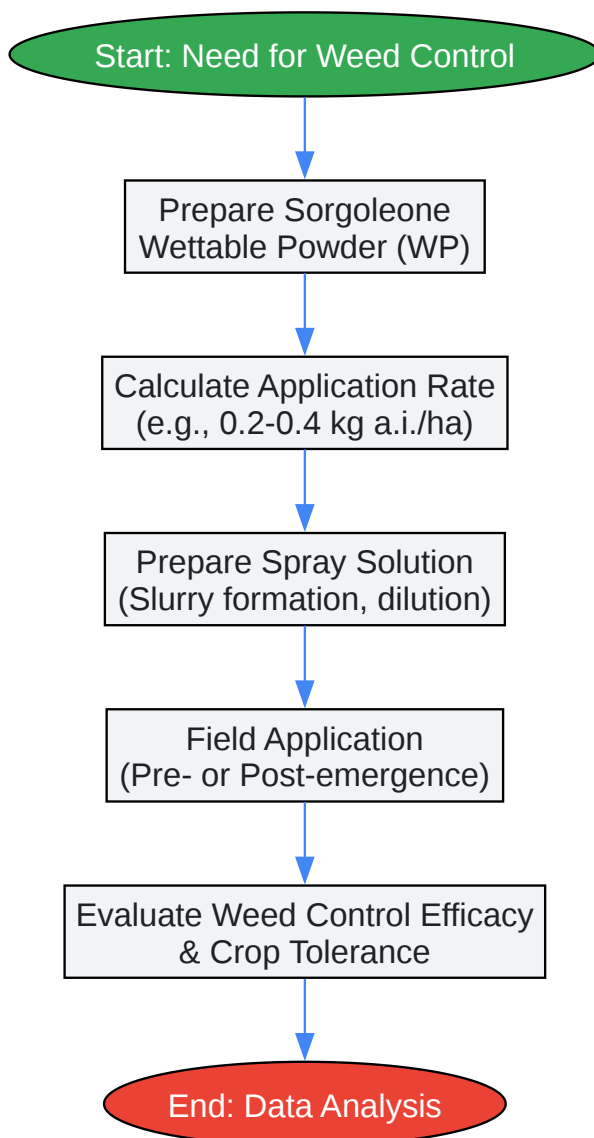 Start: Need for Weed Control
Prepare Sorgoleone
Wettable Powder (WP)
Calculate Application Rate
(e.g., 0.2-0.4 kg a.i./ha)
Prepare Spray Solution
(Slurry formation, dilution)
Field Application
(Pre- or Post-emergence)
Evaluate Weed Control Efficacy
& Crop Tolerance
End: Data Analysis